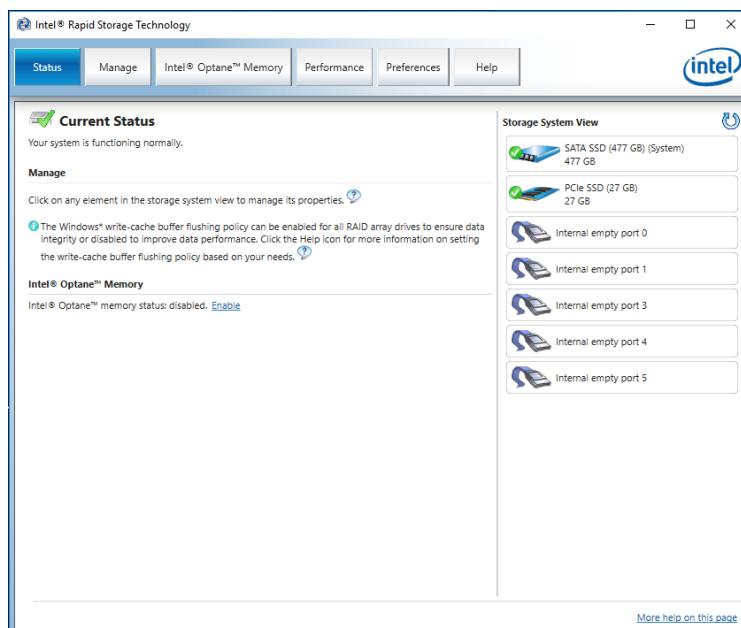 Intel® Rapid Storage Technology
Status
Manage
Intel® Optane™ Memory
Performance
Preferences
Help
intel
Current Status
Your system is functioning normally.
Manage
Click on any element in the storage system view to manage its properties.
The Windows* write-cache buffer flushing policy can be enabled for all RAID array drives to ensure data
integrity or disabled to improve data performance. Click the Help icon for more information on setting
the write-cache buffer flushing policy based on your needs.
Intel® Optane™ Memory
Intel® Optane™ memory status: disabled. Enable
Storage System View
SATA SSD (477 GB) (System)
477 GB
PCIe SSD (27 GB)
27 GB
Internal empty port 0
Internal empty port 1
Internal empty port 3
Internal empty port 4
Internal empty port 5
More help on this page